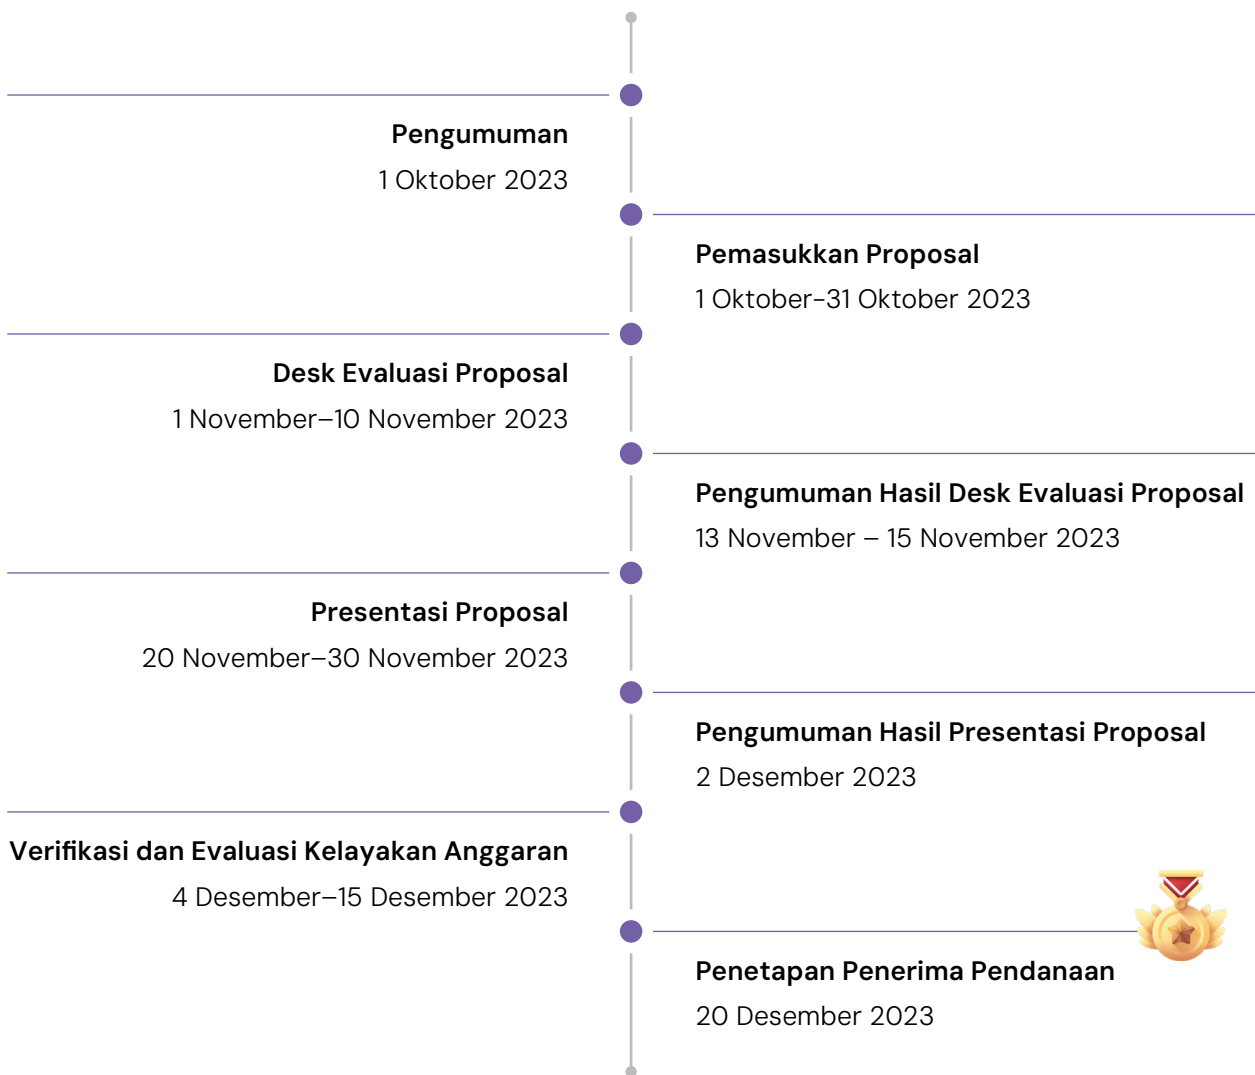 Pengumuman
1 Oktober 2023
Pemasukkan Proposal
1 Oktober-31 Oktober 2023
Desk Evaluasi Proposal
1 November–10 November 2023
Pengumuman Hasil Desk Evaluasi Proposal
13 November – 15 November 2023
Presentasi Proposal
20 November–30 November 2023
Pengumuman Hasil Presentasi Proposal
2 Desember 2023
Verifikasi dan Evaluasi Kelayakan Anggaran
4 Desember–15 Desember 2023
Penetapan Penerima Pendanaan
20 Desember 2023